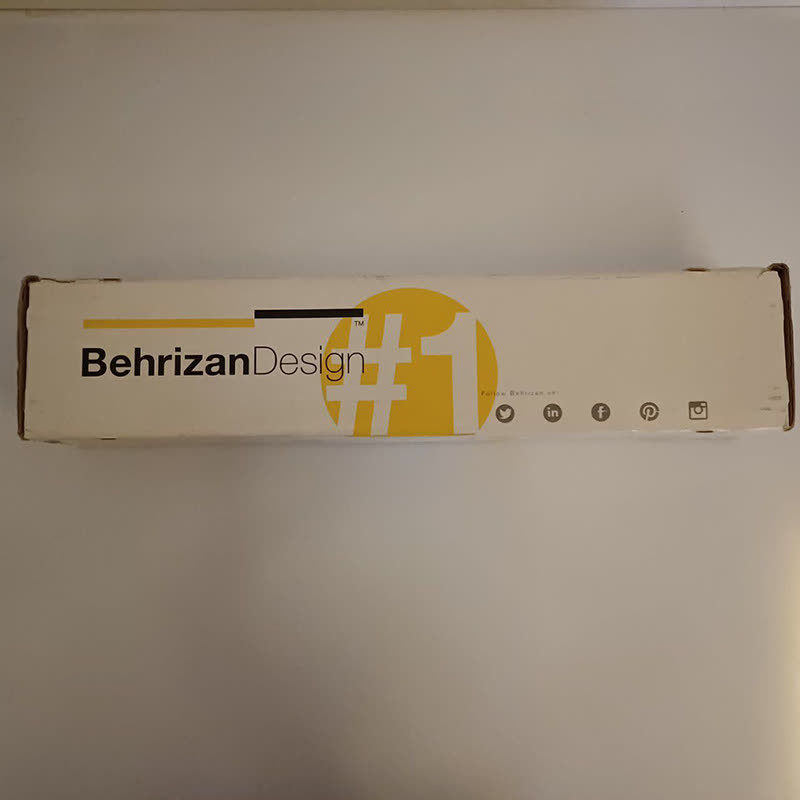 ™
BehrizanDesign
#1
Follow Behrizan on: